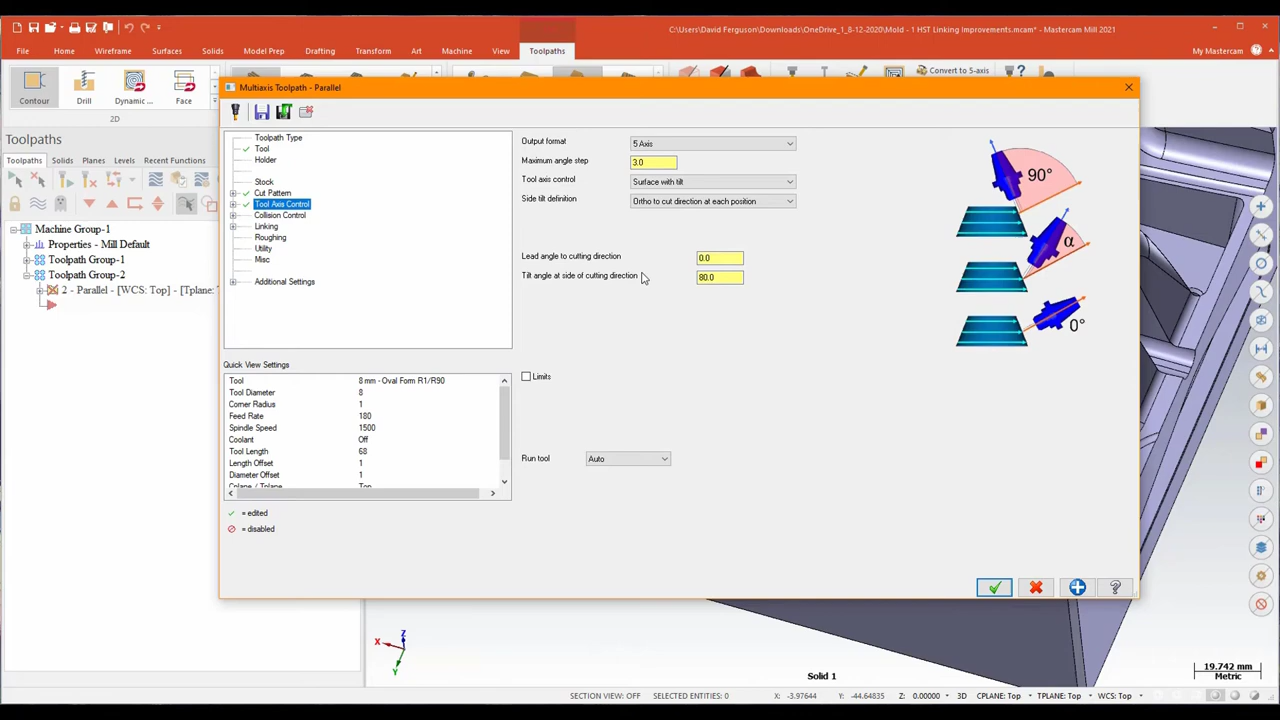 C:\Users\David Ferguson\Downloads\OneDrive_1_8-12-2020\Mold - 1 HST Linking Improvements.mcam* - Mastercam Mill 2021
File Home Wireframe Surfaces Solids Model Prep Drafting Transform Art Machine View Toolpaths My Mastercam
Contour Drill Dynamic ... Face
Convert to 5-axis
2D
Multiaxis Toolpath - Parallel
Toolpaths
Toolpaths Solids Planes Levels Recent Functions
Machine Group-1
Properties - Mill Default
Toolpath Group-1
Toolpath Group-2
2 - Parallel - [WCS: Top] - [Tplane:
Toolpath Type
Tool
Holder
Stock
Cut Pattern
Tool Axis Control
Collision Control
Linking
Roughing
Utility
Misc
Additional Settings
Output format 5 Axis
Maximum angle step 3.0
Tool axis control Surface with tilt
Side tilt definition Ortho to cut direction at each position
Lead angle to cutting direction 0.0
Tilt angle at side of cutting direction 80.0
Limits
Run tool Auto
90°
α
0°
Quick View Settings
Tool 8 mm - Oval Form R1/R90
Tool Diameter 8
Corner Radius 1
Feed Rate 180
Spindle Speed 1500
Coolant Off
Tool Length 68
Length Offset 1
Diameter Offset 1
Cplane / Tplane Top
= edited
= disabled
Z
X
Y
Solid 1
19.742 mm
Metric
SECTION VIEW: OFF SELECTED ENTITIES: 0 X: -3.97644 Y: -44.64835 Z: 0.00000 3D CPLANE: Top TPLANE: Top WCS: Top